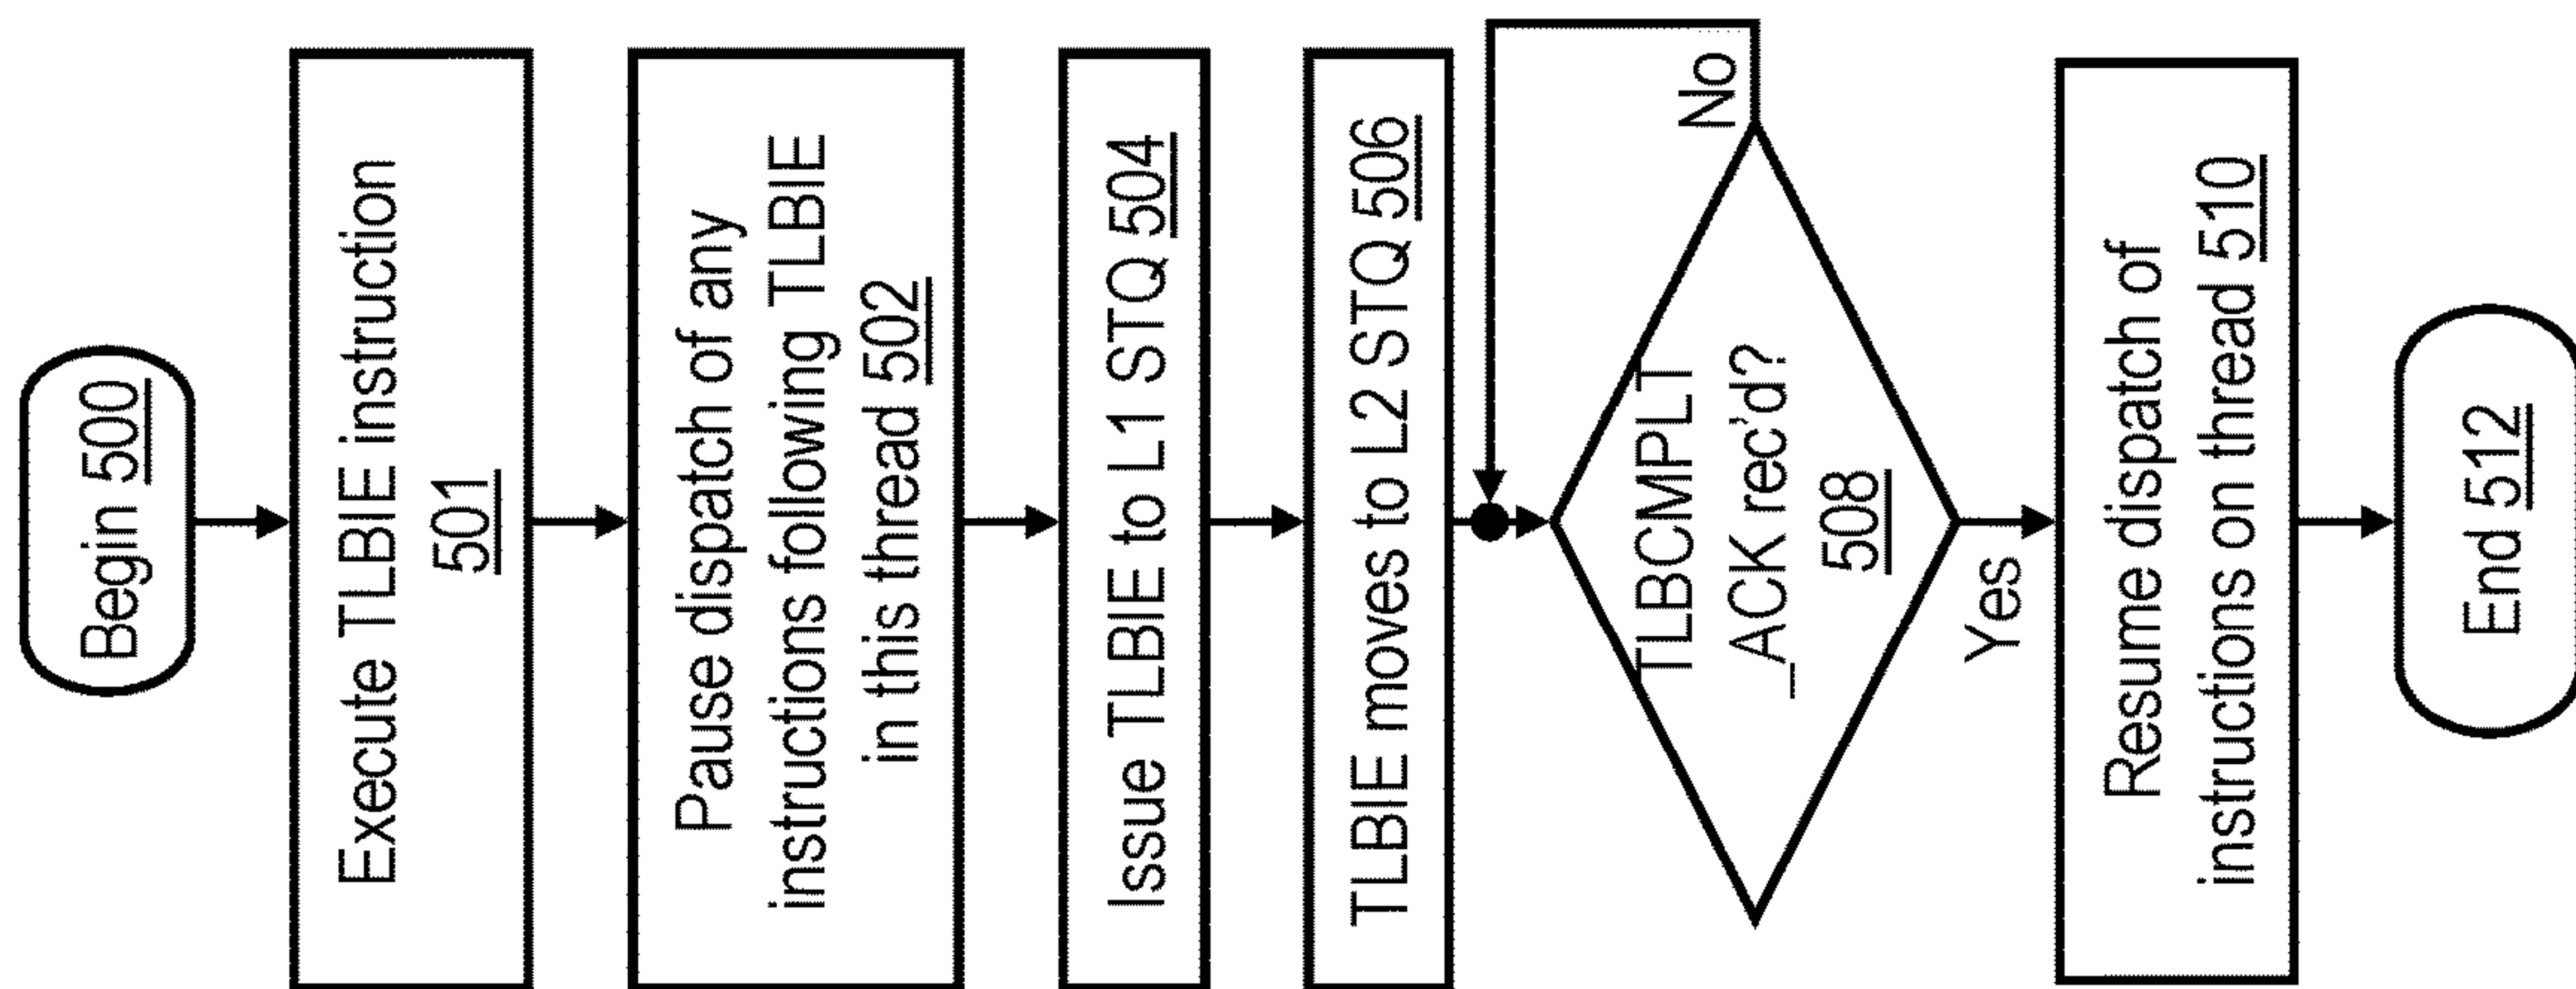 Begin 500
Execute TLBIE instruction
501
Pause dispatch of any
instructions following TLBIE
in this thread 502
Issue TLBIE to L1 STQ 504
TLBIE moves to L2 STQ 506
TLBCMPLT
_ACK rec'd?
508
No
Yes
Resume dispatch of
instructions on thread 510
End 512